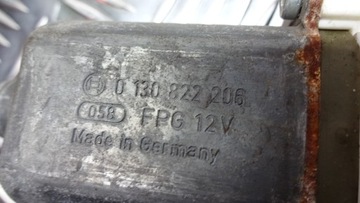 0 130 822 206
058 FPG 12V
Made in Germany